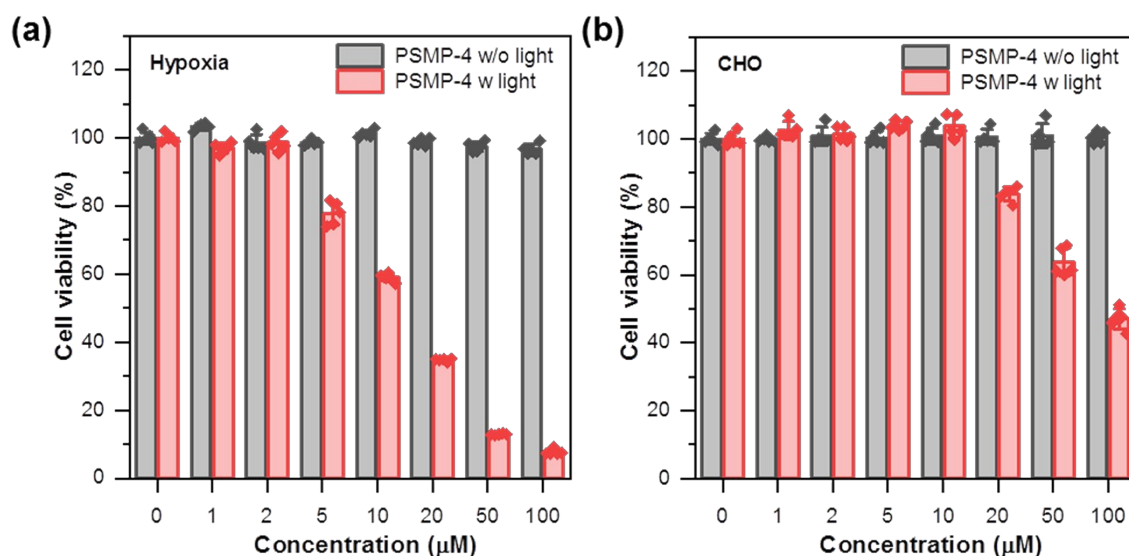 (a)
Hypoxia
PSMP-4 w/o light
PSMP-4 w light
Cell viability (%)
120
100
80
60
40
20
0
0 1 2 5 10 20 50 100
Concentration (μM)
(b)
CHO
PSMP-4 w/o light
PSMP-4 w light
Cell viability (%)
120
100
80
60
40
20
0
0 1 2 5 10 20 50 100
Concentration (μM)